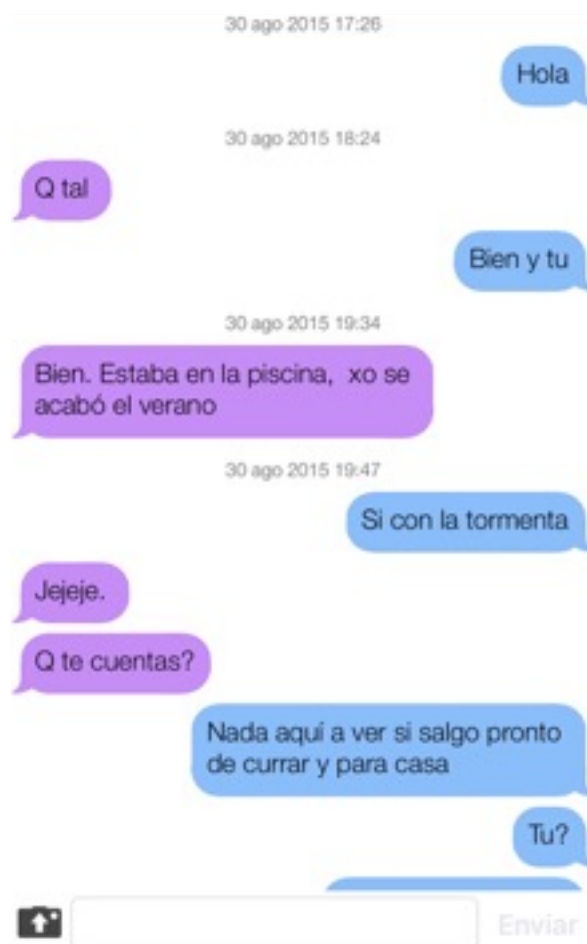 30 ago 2015 17:26
Hola
30 ago 2015 18:24
Q tal
Bien y tu
30 ago 2015 19:34
Bien. Estaba en la piscina, xo se
acabó el verano
30 ago 2015 19:47
Si con la tormenta
Jejeje.
Q te cuentas?
Nada aquí a ver si salgo pronto
de currar y para casa
Tu?
Enviar